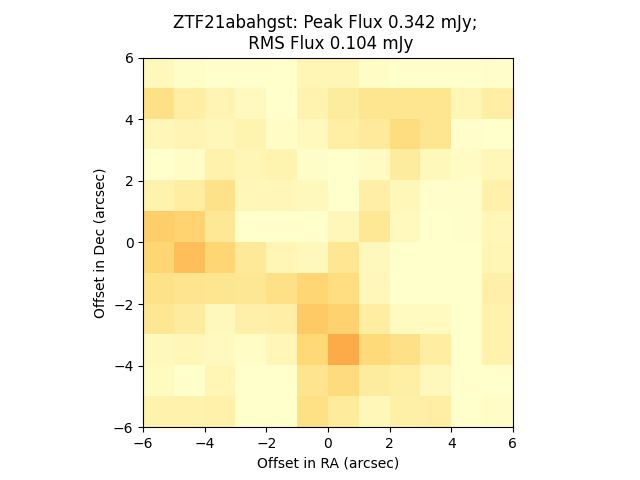 ZTF21abahgst: Peak Flux 0.342 mJy;
RMS Flux 0.104 mJy
6
4
2
0
−2
−4
−6
Offset in Dec (arcsec)
−6 −4 −2 0 2 4 6
Offset in RA (arcsec)